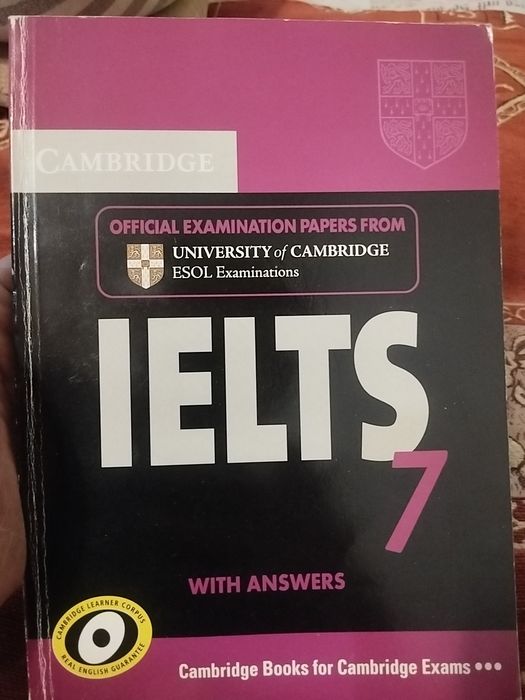 CAMBRIDGE
OFFICIAL EXAMINATION PAPERS FROM
UNIVERSITY of CAMBRIDGE
ESOL Examinations
IELTS
7
WITH ANSWERS
CAMBRIDGE LEARNER CORPUS
REAL ENGLISH GUARANTEE
Cambridge Books for Cambridge Exams •••